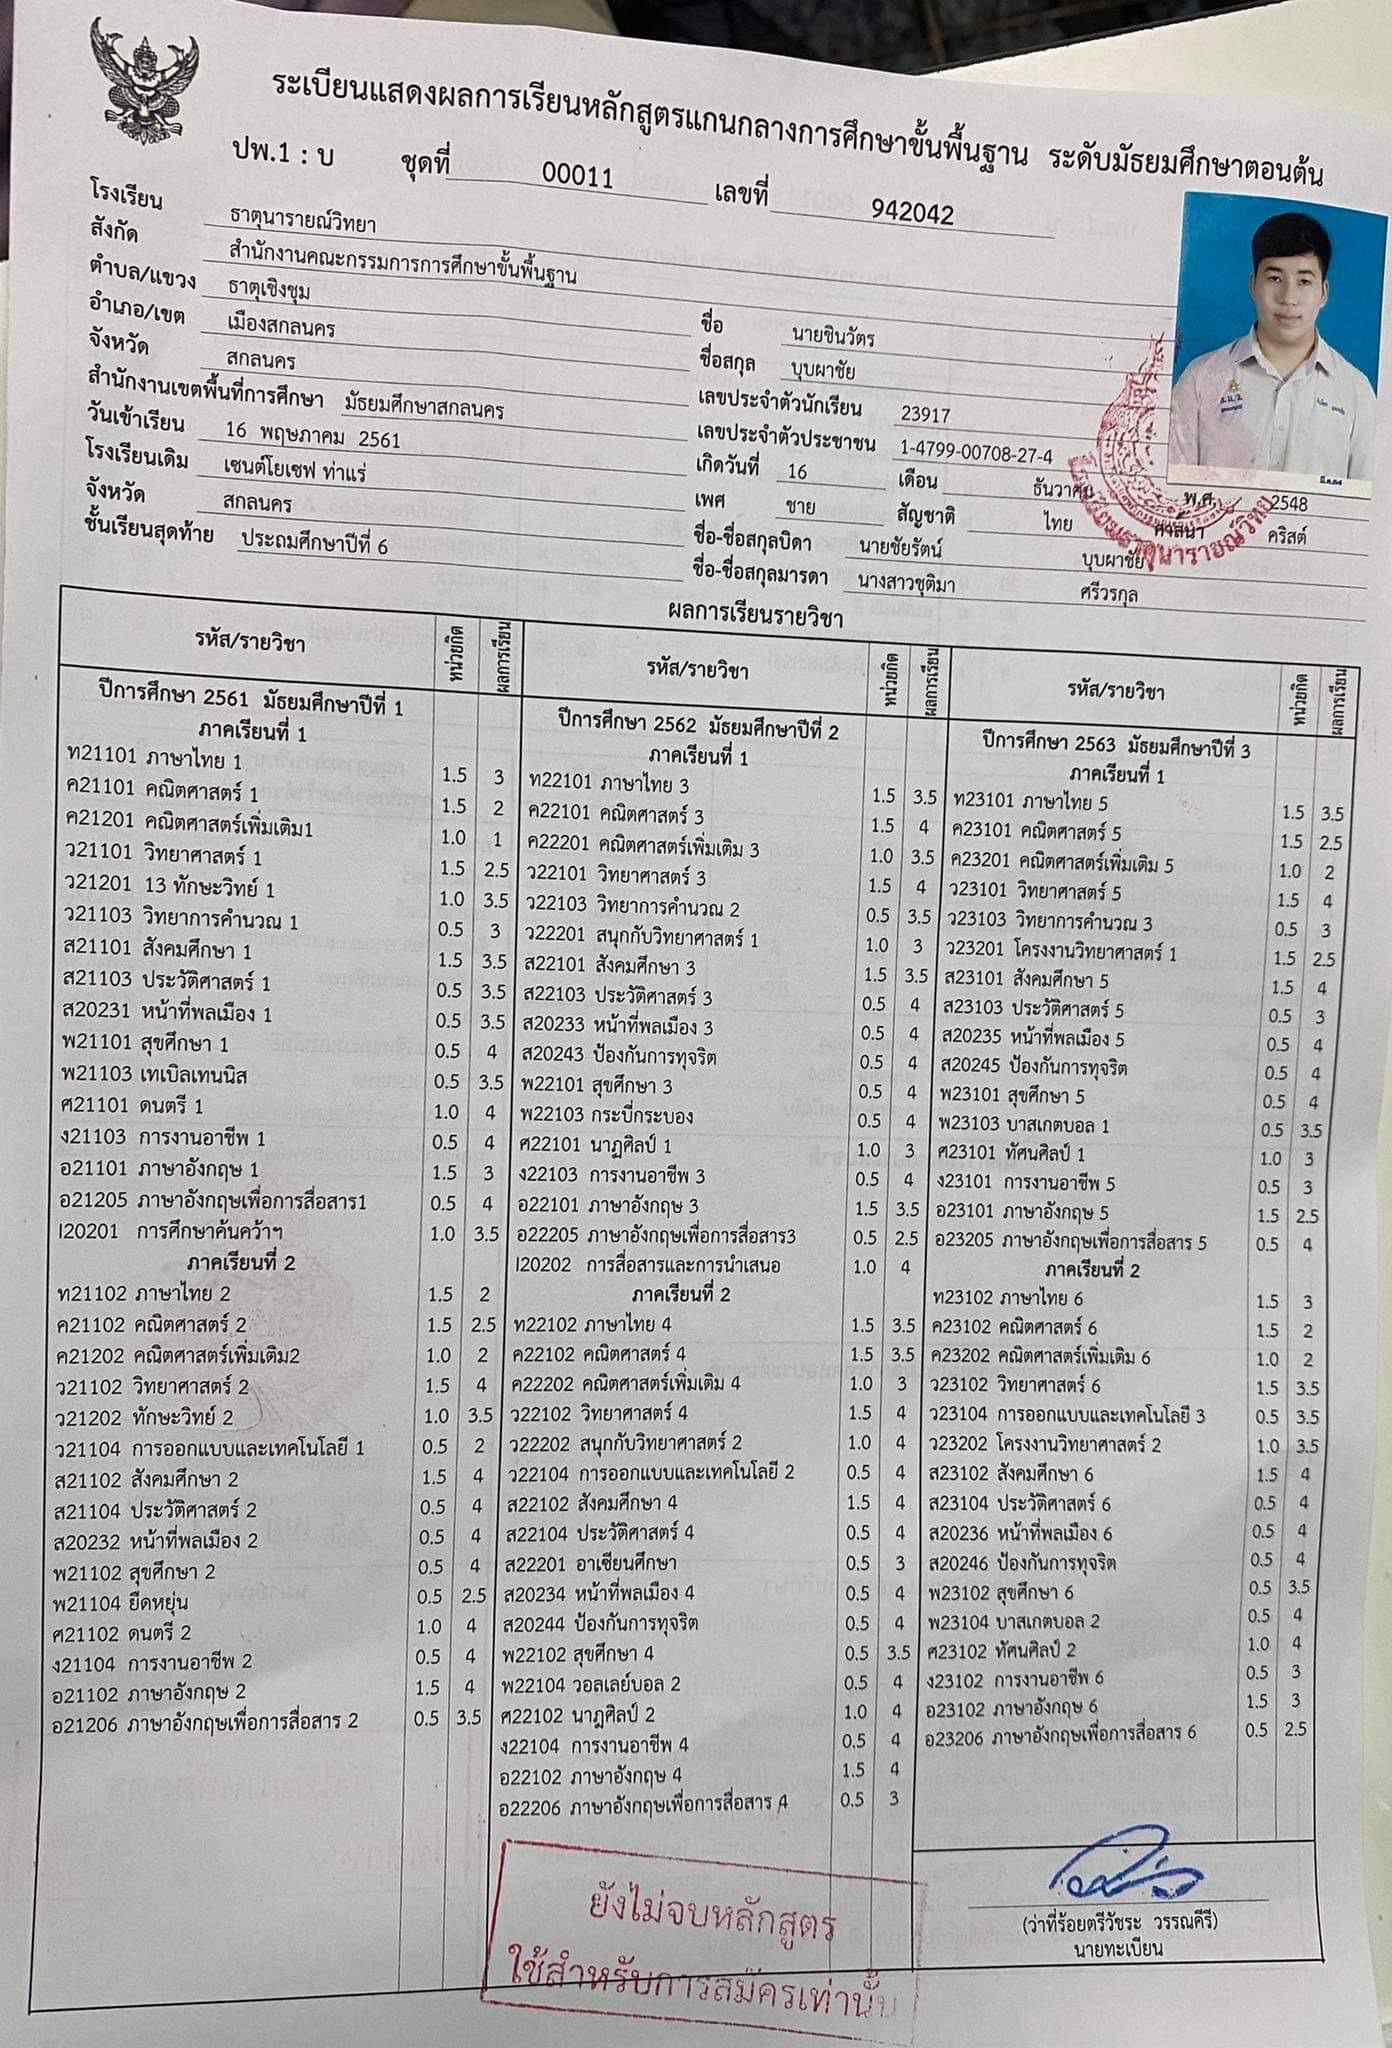 ระเบียนแสดงผลการเรียนหลักสูตรแกนกลางการศึกษาขั้นพื้นฐาน ระดับมัธยมศึกษาตอนต้น
ปพ.1 : บ ชุดที่ 00011 เลขที่ 942042
โรงเรียน ธาตุนารายณ์วิทยา
สังกัด สำนักงานคณะกรรมการการศึกษาขั้นพื้นฐาน
ตำบล/แขวง ธาตุเชิงชุม
อำเภอ/เขต เมืองสกลนคร
จังหวัด สกลนคร
สำนักงานเขตพื้นที่การศึกษา มัธยมศึกษาสกลนคร
วันเข้าเรียน 16 พฤษภาคม 2561
โรงเรียนเดิม เซนต์โยเซฟ ท่าแร่
จังหวัด สกลนคร
ชั้นเรียนสุดท้าย ประถมศึกษาปีที่ 6
ชื่อ นายชินวัตร
ชื่อสกุล บุบผาชัย
เลขประจำตัวนักเรียน 23917
เลขประจำตัวประชาชน 1-4799-00708-27-4
เกิดวันที่ 16 เดือน ธันวาคม พ.ศ. 2548
เพศ ชาย สัญชาติ ไทย ศาสนา คริสต์
ชื่อ-ชื่อสกุลบิดา นายชัยรัตน์ บุบผาชัย
ชื่อ-ชื่อสกุลมารดา นางสาวชุติมา ศรีวรกุล
ผลการเรียนรายวิชา
รหัส/รายวิชา หน่วยกิต ผลการเรียน
ปีการศึกษา 2561 มัธยมศึกษาปีที่ 1
ภาคเรียนที่ 1
ท21101 ภาษาไทย 1 1.5 3
ค21101 คณิตศาสตร์ 1 1.5 2
ค21201 คณิตศาสตร์เพิ่มเติม1 1.0 1
ว21101 วิทยาศาสตร์ 1 1.5 2.5
ว21201 13 ทักษะวิทย์ 1 1.0 3.5
ว21103 วิทยาการคำนวณ 1 0.5 3
ส21101 สังคมศึกษา 1 1.5 3.5
ส21103 ประวัติศาสตร์ 1 0.5 3.5
ส20231 หน้าที่พลเมือง 1 0.5 3.5
พ21101 สุขศึกษา 1 0.5 4
พ21103 เทเบิลเทนนิส 0.5 3.5
ศ21101 ดนตรี 1 1.0 4
ง21103 การงานอาชีพ 1 0.5 4
อ21101 ภาษาอังกฤษ 1 1.5 3
อ21205 ภาษาอังกฤษเพื่อการสื่อสาร1 0.5 4
I20201 การศึกษาค้นคว้าฯ 1.0 3.5
ภาคเรียนที่ 2
ท21102 ภาษาไทย 2 1.5 2
ค21102 คณิตศาสตร์ 2 1.5 2.5
ค21202 คณิตศาสตร์เพิ่มเติม2 1.0 2
ว21102 วิทยาศาสตร์ 2 1.5 4
ว21202 ทักษะวิทย์ 2 1.0 3.5
ว21104 การออกแบบและเทคโนโลยี 1 0.5 2
ส21102 สังคมศึกษา 2 1.5 4
ส21104 ประวัติศาสตร์ 2 0.5 4
ส20232 หน้าที่พลเมือง 2 0.5 4
พ21102 สุขศึกษา 2 0.5 4
พ21104 ยืดหยุ่น 0.5 2.5
ศ21102 ดนตรี 2 1.0 4
ง21104 การงานอาชีพ 2 0.5 4
อ21102 ภาษาอังกฤษ 2 1.5 4
อ21206 ภาษาอังกฤษเพื่อการสื่อสาร 2 0.5 3.5
รหัส/รายวิชา หน่วยกิต ผลการเรียน
ปีการศึกษา 2562 มัธยมศึกษาปีที่ 2
ภาคเรียนที่ 1
ท22101 ภาษาไทย 3 1.5 3.5
ค22101 คณิตศาสตร์ 3 1.5 4
ค22201 คณิตศาสตร์เพิ่มเติม 3 1.0 3.5
ว22101 วิทยาศาสตร์ 3 1.5 4
ว22103 วิทยาการคำนวณ 2 0.5 3.5
ว22201 สนุกกับวิทยาศาสตร์ 1 1.0 3
ส22101 สังคมศึกษา 3 1.5 3.5
ส22103 ประวัติศาสตร์ 3 0.5 4
ส20233 หน้าที่พลเมือง 3 0.5 4
ส20243 ป้องกันการทุจริต 0.5 4
พ22101 สุขศึกษา 3 0.5 4
พ22103 กระบี่กระบอง 0.5 4
ศ22101 นาฏศิลป์ 1 1.0 3
ง22103 การงานอาชีพ 3 0.5 4
อ22101 ภาษาอังกฤษ 3 1.5 3.5
อ22205 ภาษาอังกฤษเพื่อการสื่อสาร3 0.5 2.5
I20202 การสื่อสารและการนำเสนอ 1.0 4
ภาคเรียนที่ 2
ท22102 ภาษาไทย 4 1.5 3.5
ค22102 คณิตศาสตร์ 4 1.5 3.5
ค22202 คณิตศาสตร์เพิ่มเติม 4 1.0 3
ว22102 วิทยาศาสตร์ 4 1.5 4
ว22202 สนุกกับวิทยาศาสตร์ 2 1.0 4
ว22104 การออกแบบและเทคโนโลยี 2 0.5 4
ส22102 สังคมศึกษา 4 1.5 4
ส22104 ประวัติศาสตร์ 4 0.5 4
ส22201 อาเซียนศึกษา 0.5 3
ส20234 หน้าที่พลเมือง 4 0.5 4
ส20244 ป้องกันการทุจริต 0.5 4
พ22102 สุขศึกษา 4 0.5 3.5
พ22104 วอลเลย์บอล 2 0.5 4
ศ22102 นาฏศิลป์ 2 1.0 4
ง22104 การงานอาชีพ 4 0.5 4
อ22102 ภาษาอังกฤษ 4 1.5 4
อ22206 ภาษาอังกฤษเพื่อการสื่อสาร 4 0.5 3
รหัส/รายวิชา หน่วยกิต ผลการเรียน
ปีการศึกษา 2563 มัธยมศึกษาปีที่ 3
ภาคเรียนที่ 1
ท23101 ภาษาไทย 5 1.5 3.5
ค23101 คณิตศาสตร์ 5 1.5 2.5
ค23201 คณิตศาสตร์เพิ่มเติม 5 1.0 2
ว23101 วิทยาศาสตร์ 5 1.5 4
ว23103 วิทยาการคำนวณ 3 0.5 3
ว23201 โครงงานวิทยาศาสตร์ 1 1.5 2.5
ส23101 สังคมศึกษา 5 1.5 4
ส23103 ประวัติศาสตร์ 5 0.5 3
ส20235 หน้าที่พลเมือง 5 0.5 4
ส20245 ป้องกันการทุจริต 0.5 4
พ23101 สุขศึกษา 5 0.5 4
พ23103 บาสเกตบอล 1 0.5 3.5
ศ23101 ทัศนศิลป์ 1 1.0 3
ง23101 การงานอาชีพ 5 0.5 3
อ23101 ภาษาอังกฤษ 5 1.5 2.5
อ23205 ภาษาอังกฤษเพื่อการสื่อสาร 5 0.5 4
ภาคเรียนที่ 2
ท23102 ภาษาไทย 6 1.5 3
ค23102 คณิตศาสตร์ 6 1.5 2
ค23202 คณิตศาสตร์เพิ่มเติม 6 1.0 2
ว23102 วิทยาศาสตร์ 6 1.5 3.5
ว23104 การออกแบบและเทคโนโลยี 3 0.5 3.5
ว23202 โครงงานวิทยาศาสตร์ 2 1.0 3.5
ส23102 สังคมศึกษา 6 1.5 4
ส23104 ประวัติศาสตร์ 6 0.5 4
ส20236 หน้าที่พลเมือง 6 0.5 4
ส20246 ป้องกันการทุจริต 0.5 4
พ23102 สุขศึกษา 6 0.5 3.5
พ23104 บาสเกตบอล 2 0.5 4
ศ23102 ทัศนศิลป์ 2 1.0 4
ง23102 การงานอาชีพ 6 0.5 3
อ23102 ภาษาอังกฤษ 6 1.5 3
อ23206 ภาษาอังกฤษเพื่อการสื่อสาร 6 0.5 2.5
ยังไม่จบหลักสูตร
ใช้สำหรับการสมัครเท่านั้น
(ว่าที่ร้อยตรีวัชระ วรรณคีรี)
นายทะเบียน